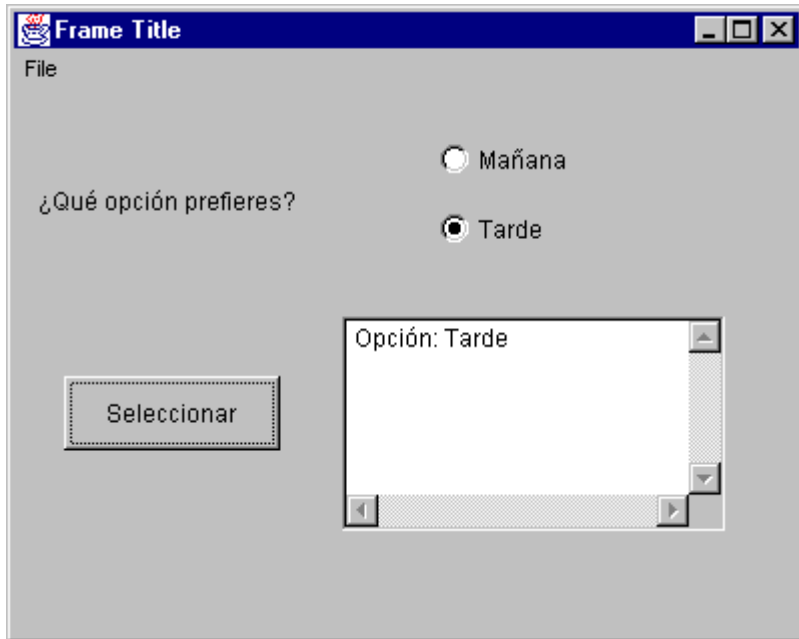 Frame Title
File
Mañana
¿Qué opción prefieres?
Tarde
Opción: Tarde
Seleccionar